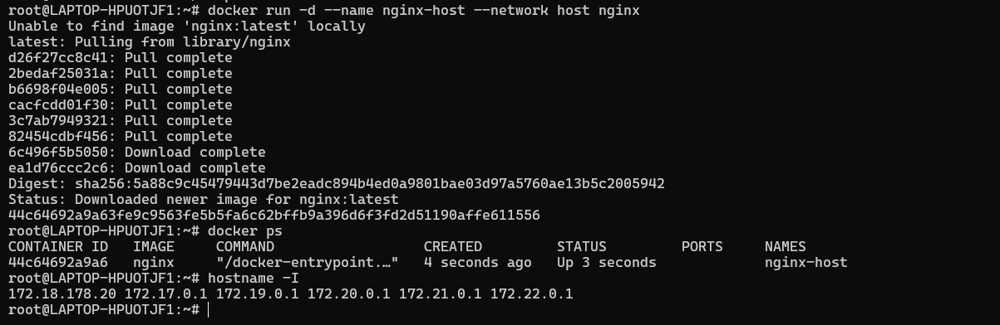 root@LAPTOP-HPUOTJF1:~# docker run -d --name nginx-host --network host nginx
Unable to find image 'nginx:latest' locally
latest: Pulling from library/nginx
d26f27cc8c41: Pull complete
2bedaf25031a: Pull complete
b6698f04e005: Pull complete
cacfcdd01f30: Pull complete
3c7ab7949321: Pull complete
82454cdbf456: Pull complete
6c496f5b5050: Download complete
ea1d76ccc2c6: Download complete
Digest: sha256:5a88c9c45479443d7be2eadc894b4ed0a9801bae03d97a5760ae13b5c2005942
Status: Downloaded newer image for nginx:latest
44c64692a9a63fe9c9563fe5b5fa6c62bffb9a396d6f3fd2d51190affe611556
root@LAPTOP-HPUOTJF1:~# docker ps
CONTAINER ID   IMAGE     COMMAND                  CREATED         STATUS         PORTS     NAMES
44c64692a9a6   nginx     "/docker-entrypoint.…"   4 seconds ago   Up 3 seconds             nginx-host
root@LAPTOP-HPUOTJF1:~# hostname -I
172.18.178.20 172.17.0.1 172.19.0.1 172.20.0.1 172.21.0.1 172.22.0.1
root@LAPTOP-HPUOTJF1:~#